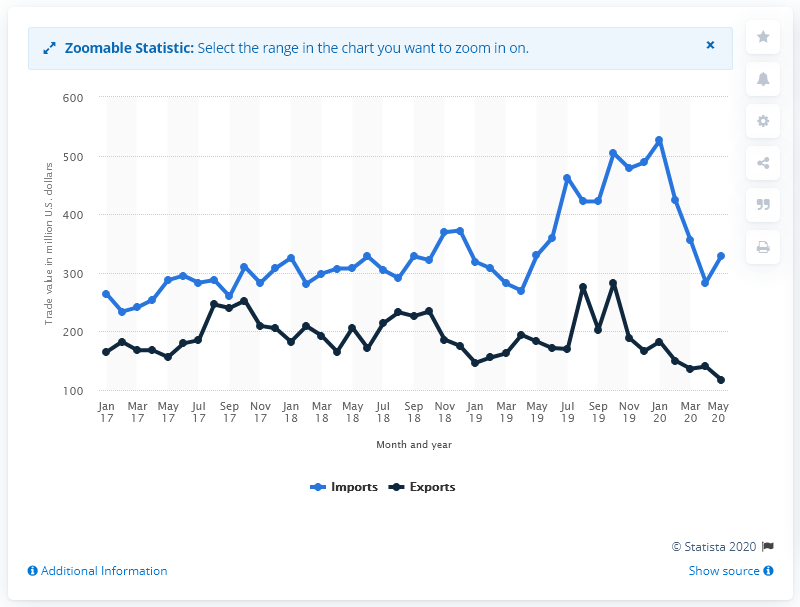 Zoomable Statistic: Select the range in the chart you want to zoom in on. ×
Trade value in million U.S. dollars
600
500
400
300
200
100
Jan 17 Mar 17 May 17 Jul 17 Sep 17 Nov 17 Jan 18 Mar 18 May 18 Jul 18 Sep 18 Nov 18 Jan 19 Mar 19 May 19 Jul 19 Sep 19 Nov 19 Jan 20 Mar 20 May 20
Month and year
Imports Exports
© Statista 2020
Additional Information Show source